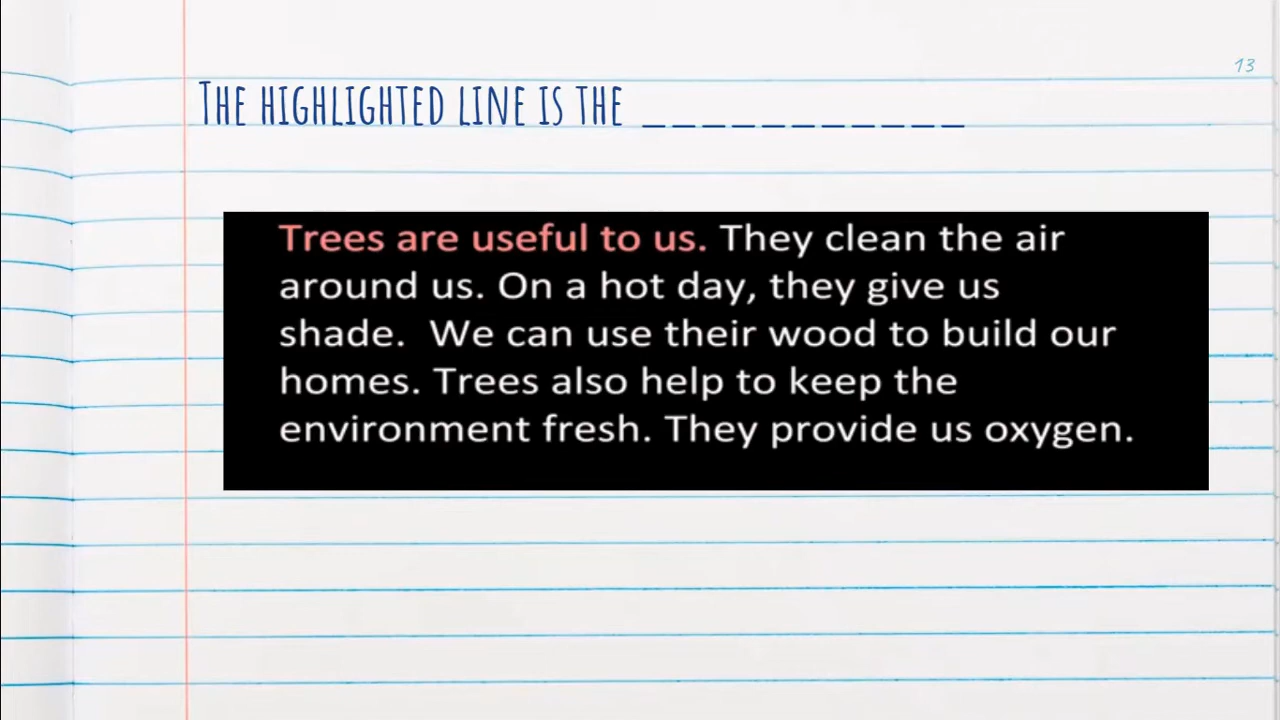 13
The highlighted line is the ___________
Trees are useful to us. They clean the air
around us. On a hot day, they give us
shade.  We can use their wood to build our
homes. Trees also help to keep the
environment fresh. They provide us oxygen.